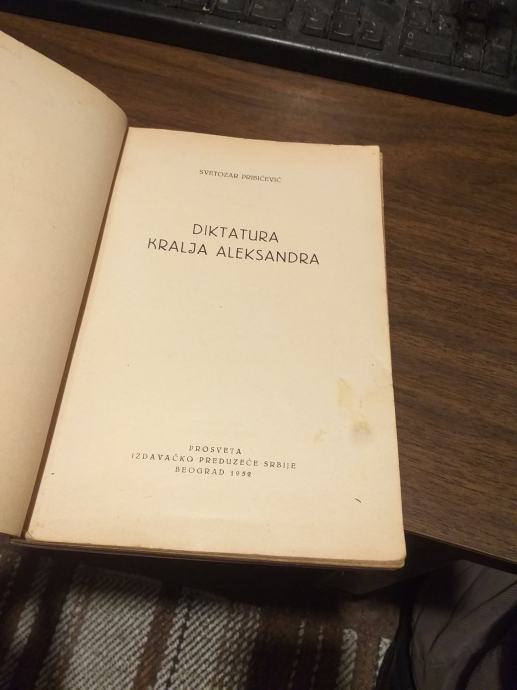 SVETOZAR PRIBIĆEVIĆ
DIKTATURA
KRALJA ALEKSANDRA
PROSVETA
IZDAVAČKO PREDUZEĆE SRBIJE
BEOGRAD 1952